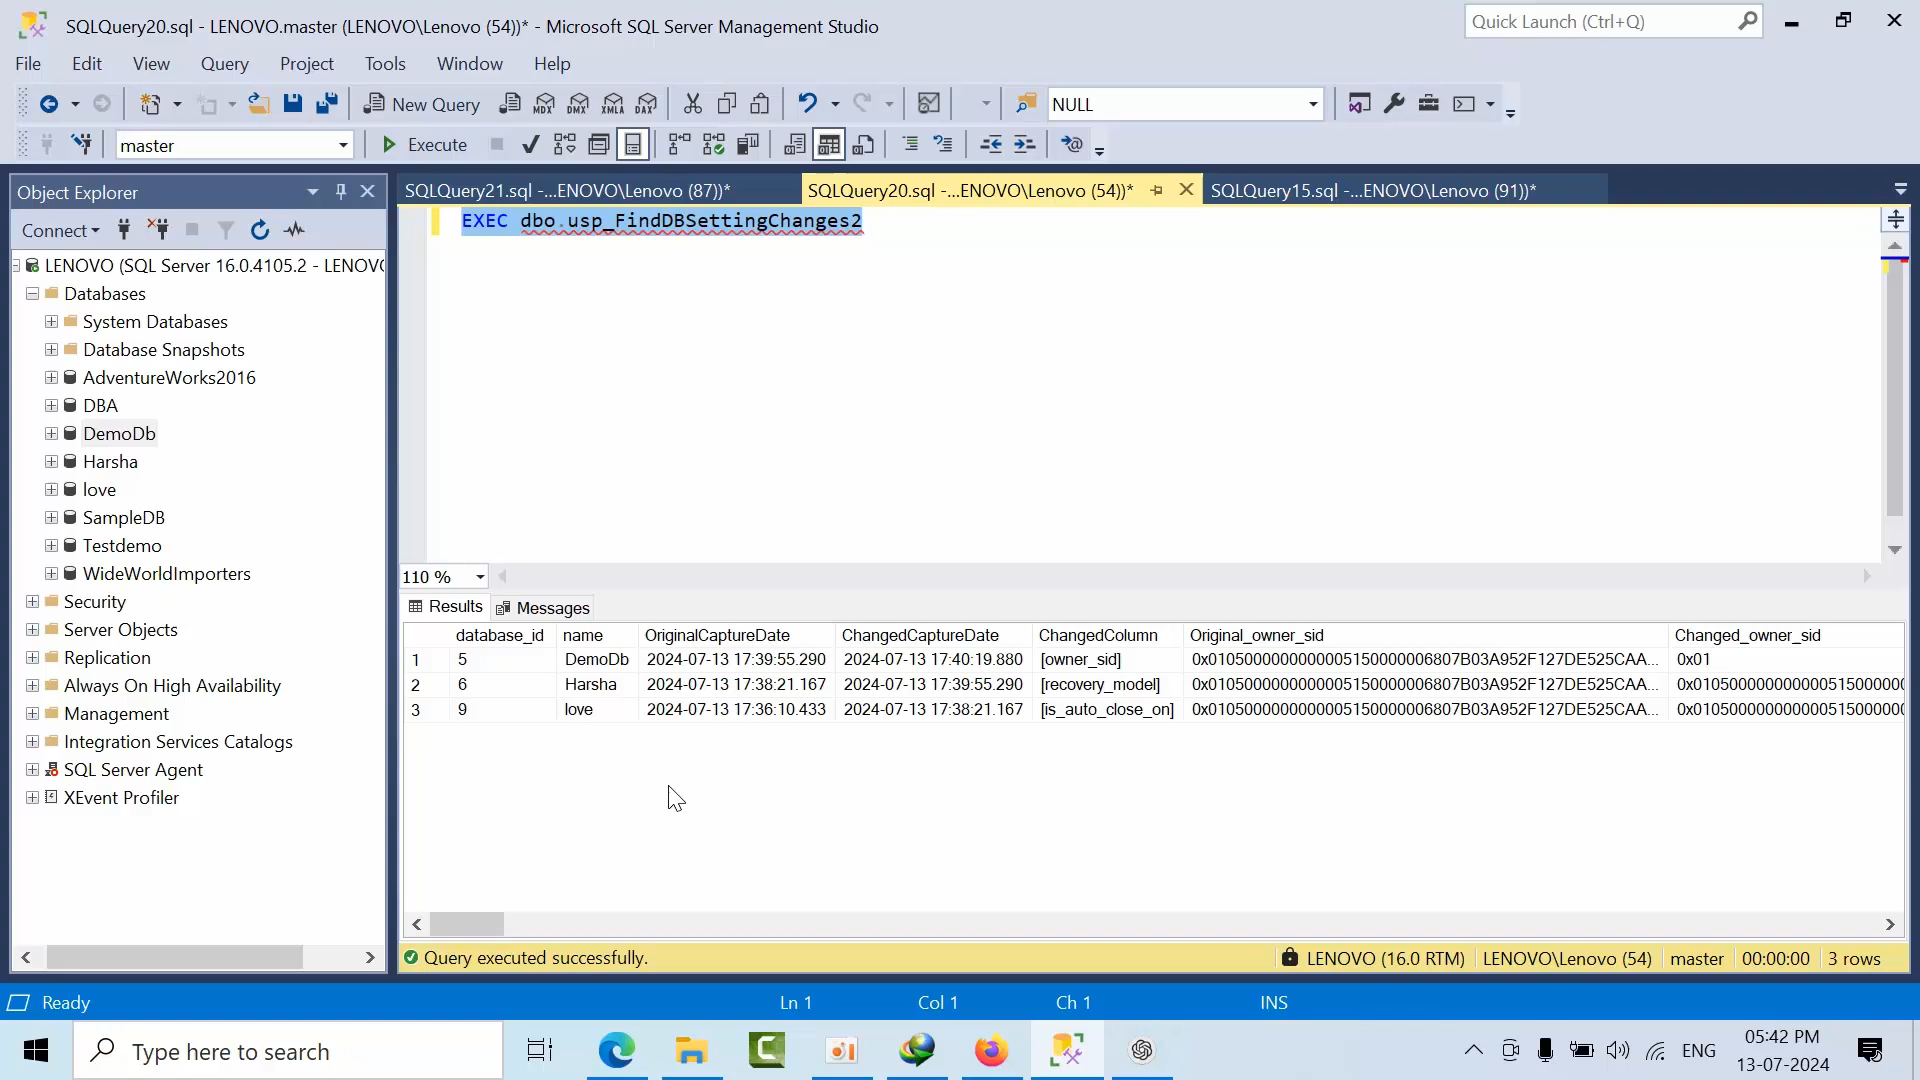 SQLQuery20.sql - LENOVO.master (LENOVO\Lenovo (54))* - Microsoft SQL Server Management Studio
Quick Launch (Ctrl+Q)
File Edit View Query Project Tools Window Help
New Query MDX DMX XMLA DAX NULL
master Execute
Object Explorer
SQLQuery21.sql -...ENOVO\Lenovo (87))* SQLQuery20.sql -...ENOVO\Lenovo (54))* SQLQuery15.sql -...ENOVO\Lenovo (91))*
Connect
EXEC dbo.usp_FindDBSettingChanges2
LENOVO (SQL Server 16.0.4105.2 - LENOVO
Databases
System Databases
Database Snapshots
AdventureWorks2016
DBA
DemoDb
Harsha
love
SampleDB
Testdemo
WideWorldImporters
Security
Server Objects
Replication
Always On High Availability
Management
Integration Services Catalogs
SQL Server Agent
XEvent Profiler
110 %
Results Messages
database_id name OriginalCaptureDate ChangedCaptureDate ChangedColumn Original_owner_sid Changed_owner_sid
1 5 DemoDb 2024-07-13 17:39:55.290 2024-07-13 17:40:19.880 [owner_sid] 0x0105000000000005150000006807B03A952F127DE525CAA... 0x01
2 6 Harsha 2024-07-13 17:38:21.167 2024-07-13 17:39:55.290 [recovery_model] 0x0105000000000005150000006807B03A952F127DE525CAA... 0x010500000000000515000000
3 9 love 2024-07-13 17:36:10.433 2024-07-13 17:38:21.167 [is_auto_close_on] 0x0105000000000005150000006807B03A952F127DE525CAA... 0x010500000000000515000000
Query executed successfully. LENOVO (16.0 RTM) LENOVO\Lenovo (54) master 00:00:00 3 rows
Ready Ln 1 Col 1 Ch 1 INS
Type here to search ENG 05:42 PM
13-07-2024